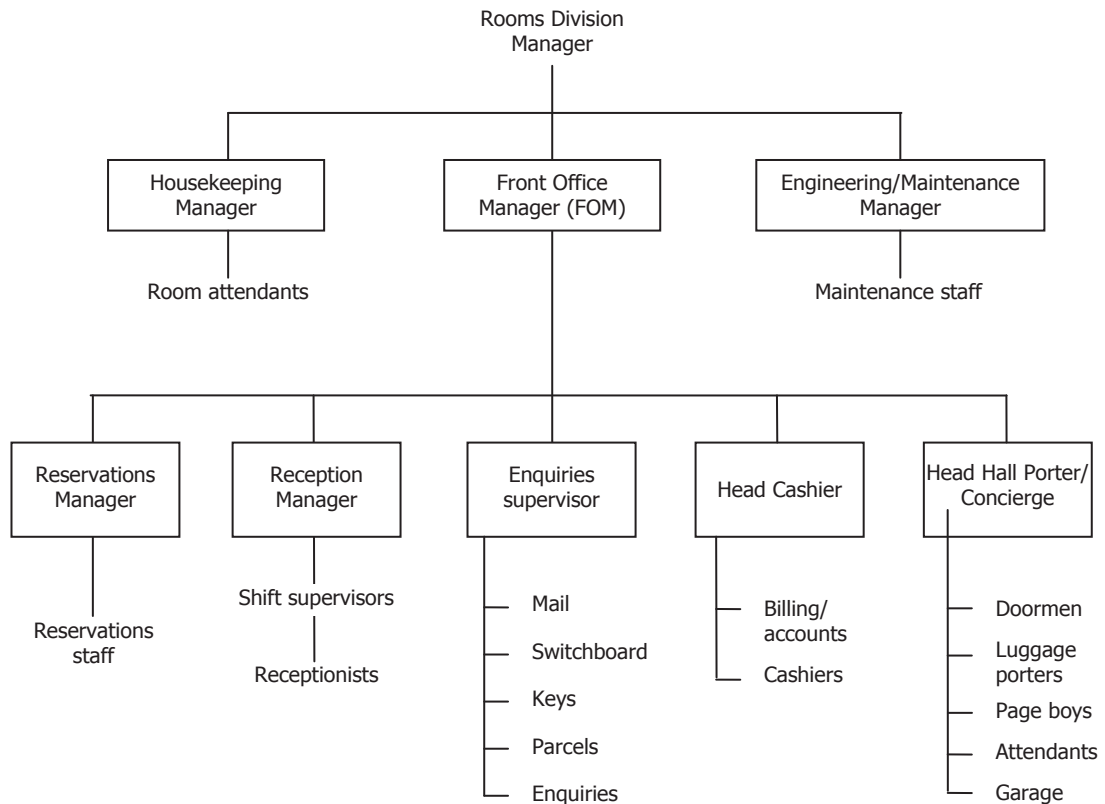 Rooms Division
Manager
Housekeeping
Manager
Front Office
Manager (FOM)
Engineering/Maintenance
Manager
Room attendants
Maintenance staff
Reservations
Manager
Reception
Manager
Enquiries
supervisor
Head Cashier
Head Hall Porter/
Concierge
Reservations
staff
Shift supervisors
Receptionists
Mail
Switchboard
Keys
Parcels
Enquiries
Billing/
accounts
Cashiers
Doormen
Luggage
porters
Page boys
Attendants
Garage